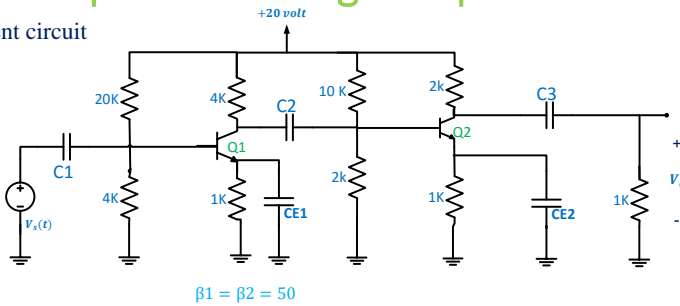 +20 volt
ent circuit
20K
4K
10 K
2k
C2
C3
Q1
Q2
C1
4K
1K
CE1
2k
1K
CE2
1K
+
-
Vs(t)
β1 = β2 = 50